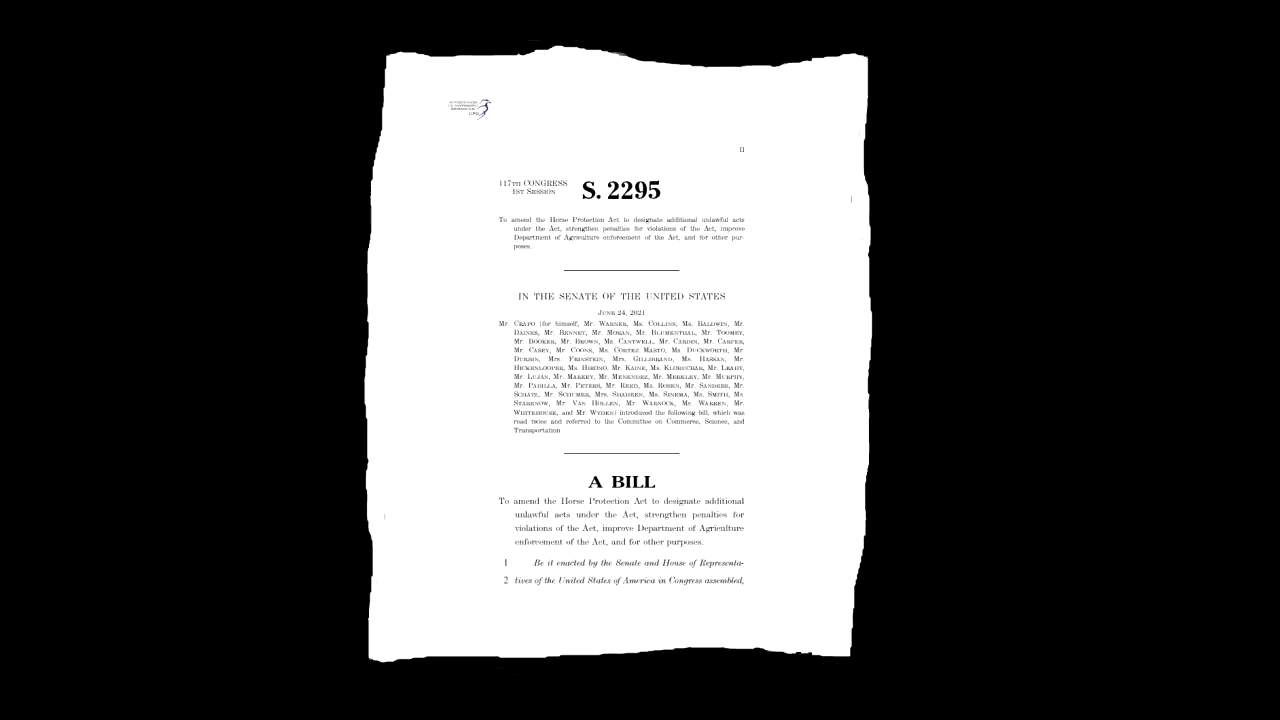 GPO
II
117TH CONGRESS
1ST SESSION
S. 2295
To amend the Horse Protection Act to designate additional unlawful acts
under the Act, strengthen penalties for violations of the Act, improve
Department of Agriculture enforcement of the Act, and for other pur-
poses.
IN THE SENATE OF THE UNITED STATES
JUNE 24, 2021
Mr. CRAPO (for himself, Mr. WARNER, Ms. COLLINS, Ms. BALDWIN, Mr.
DAINES, Mr. BENNET, Mr. MORAN, Mr. BLUMENTHAL, Mr. TOOMEY,
Mr. BOOKER, Mr. BROWN, Ms. CANTWELL, Mr. CARDIN, Mr. CARPER,
Mr. CASEY, Mr. COONS, Ms. CORTEZ MASTO, Ms. DUCKWORTH, Mr.
DURBIN, Mrs. FEINSTEIN, Mrs. GILLIBRAND, Ms. HASSAN, Mr.
HICKENLOOPER, Ms. HIRONO, Mr. KAINE, Ms. KLOBUCHAR, Mr. LEAHY,
Mr. LUJÁN, Mr. MARKEY, Mr. MENENDEZ, Mr. MERKLEY, Mr. MURPHY,
Mr. PADILLA, Mr. PETERS, Mr. REED, Ms. ROSEN, Mr. SANDERS, Mr.
SCHATZ, Mr. SCHUMER, Mrs. SHAHEEN, Ms. SINEMA, Ms. SMITH, Ms.
STABENOW, Mr. VAN HOLLEN, Mr. WARNOCK, Ms. WARREN, Mr.
WHITEHOUSE, and Mr. WYDEN) introduced the following bill; which was
read twice and referred to the Committee on Commerce, Science, and
Transportation
A BILL
To amend the Horse Protection Act to designate additional
unlawful acts under the Act, strengthen penalties for
violations of the Act, improve Department of Agriculture
enforcement of the Act, and for other purposes.
1 Be it enacted by the Senate and House of Representa-
2 tives of the United States of America in Congress assembled,